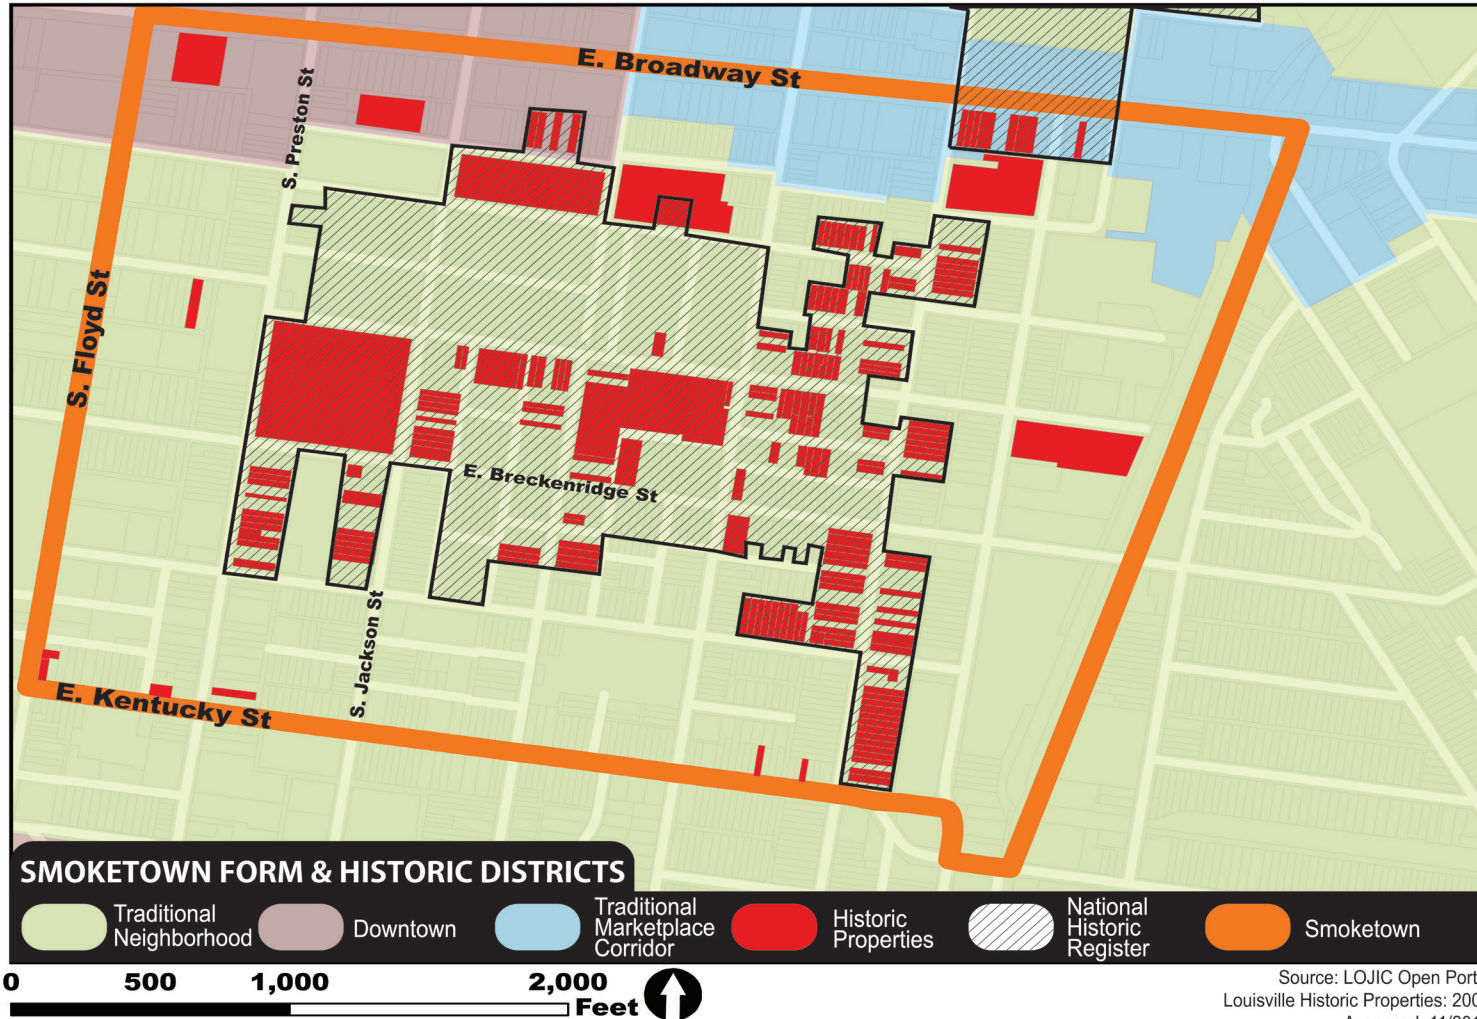 E. Broadway St
S. Preston St
S. Floyd St
E. Breckenridge St
S. Jackson St
E. Kentucky St
SMOKETOWN FORM & HISTORIC DISTRICTS
Traditional
Neighborhood
Downtown
Traditional
Marketplace
Corridor
Historic
Properties
National
Historic
Register
Smoketown
0 500 1,000 2,000
Feet
Source: LOJIC Open Port
Louisville Historic Properties: 200